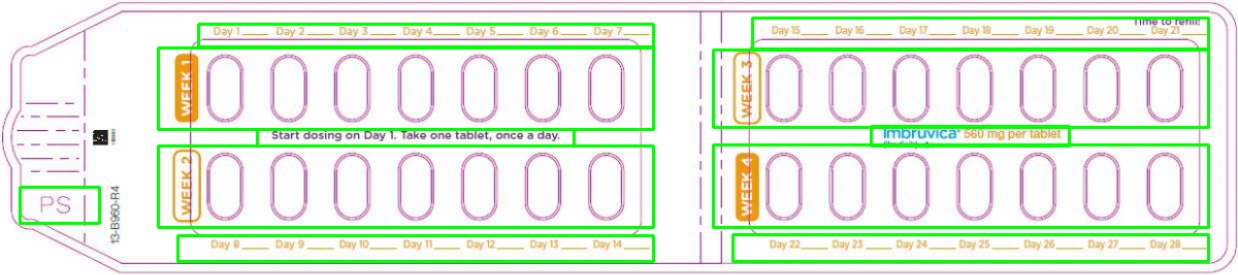 Time to refill!
Day 1 Day 2 Day 3 Day 4 Day 5 Day 6 Day 7
Day 15 Day 16 Day 17 Day 18 Day 19 Day 20 Day 21
WEEK 1
WEEK 3
Start dosing on Day 1. Take one tablet, once a day.
imbruvica® 560 mg per tablet
WEEK 2
WEEK 4
PS
13-B960-R4
Day 8 Day 9 Day 10 Day 11 Day 12 Day 13 Day 14
Day 22 Day 23 Day 24 Day 25 Day 26 Day 27 Day 28